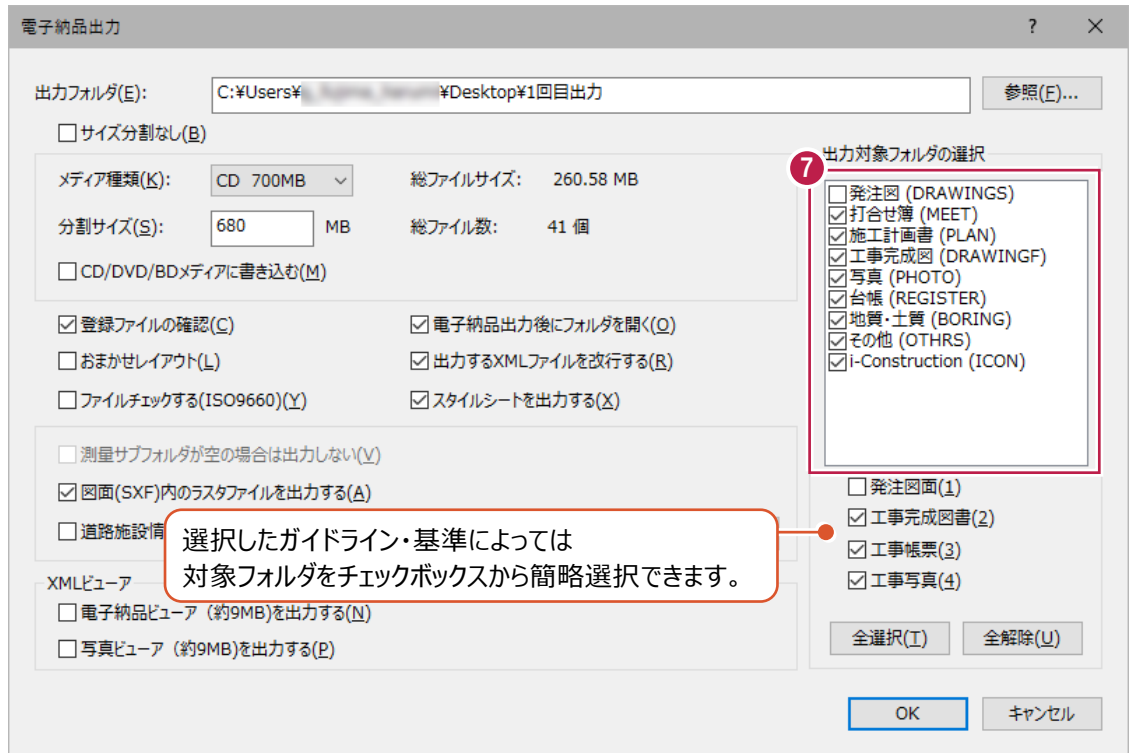 電子納品出力
?
×
出力フォルダ(E):
C:¥Users¥ ¥Desktop¥1回目出力
参照(F)...
サイズ分割なし(B)
メディア種類(K):
CD 700MB
総ファイルサイズ: 260.58 MB
分割サイズ(S):
680
MB
総ファイル数: 41 個
CD/DVD/BDメディアに書き込む(M)
登録ファイルの確認(C)
電子納品出力後にフォルダを開く(O)
おまかせレイアウト(L)
出力するXMLファイルを改行する(R)
ファイルチェックする(ISO9660)(Y)
スタイルシートを出力する(X)
測量サブフォルダが空の場合は出力しない(V)
図面(SXF)内のラスタファイルを出力する(A)
道路施設情
選択したガイドライン・基準によっては
対象フォルダをチェックボックスから簡略選択できます。
XMLビューア
電子納品ビューア (約9MB)を出力する(N)
写真ビューア (約9MB)を出力する(P)
出力対象フォルダの選択
7
発注図 (DRAWINGS)
打合せ簿 (MEET)
施工計画書 (PLAN)
工事完成図 (DRAWINGF)
写真 (PHOTO)
台帳 (REGISTER)
地質・土質 (BORING)
その他 (OTHRS)
i-Construction (ICON)
発注図面(1)
工事完成図書(2)
工事帳票(3)
工事写真(4)
全選択(T)
全解除(U)
OK
キャンセル